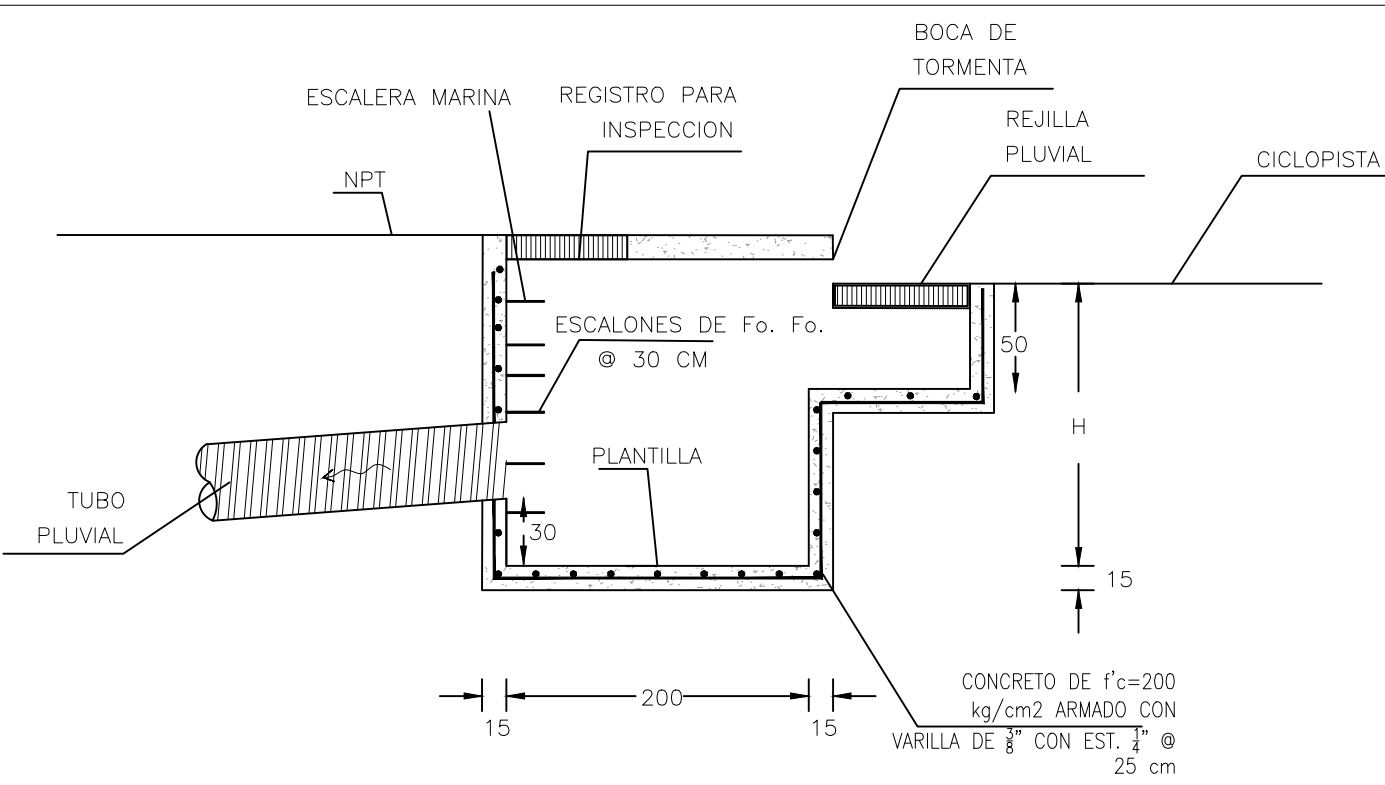 BOCA DE
TORMENTA
ESCALERA MARINA
REGISTRO PARA
INSPECCION
REJILLA
PLUVIAL
CICLOPISTA
NPT
ESCALONES DE Fo. Fo.
@ 30 CM
50
H
PLANTILLA
TUBO
PLUVIAL
30
15
200
15
15
CONCRETO DE f'c=200
kg/cm2 ARMADO CON
VARILLA DE 3/8" CON EST. 1/4" @
25 cm